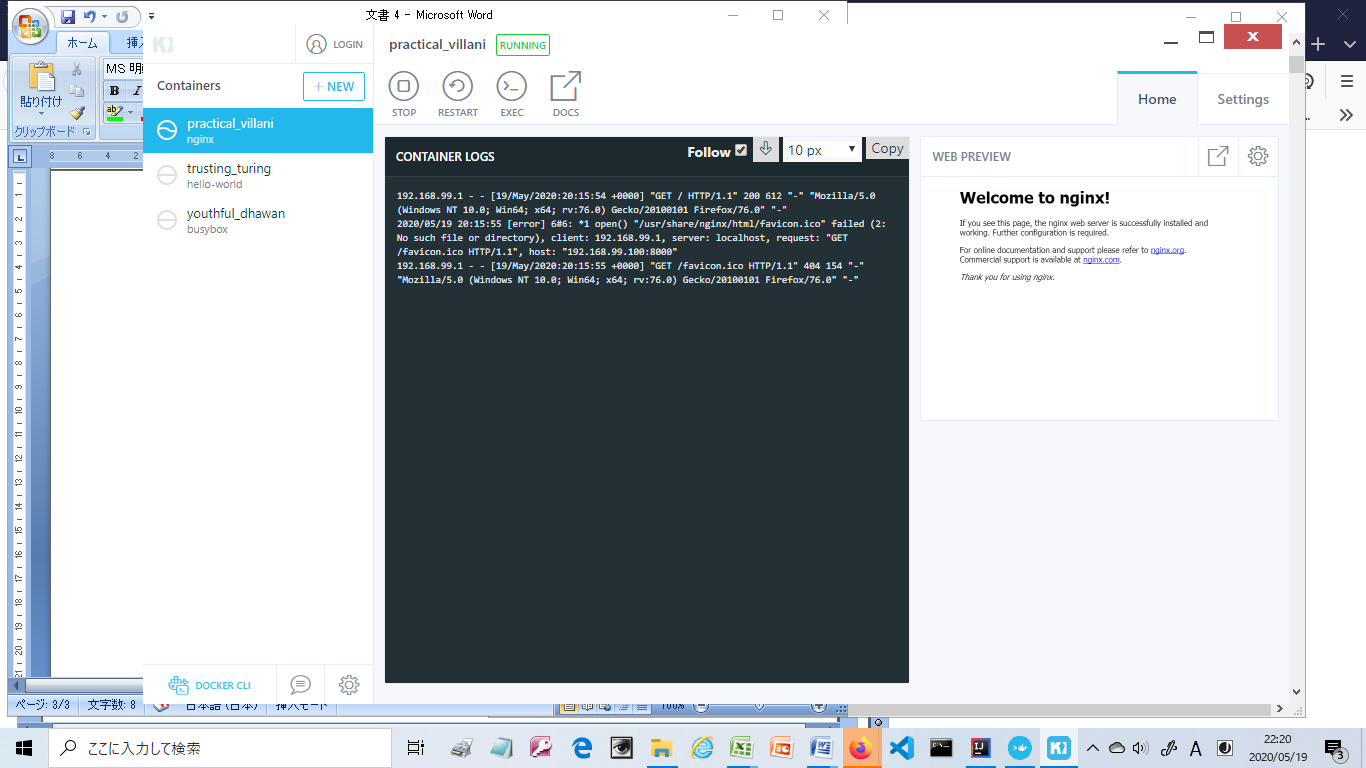 文書 4 - Microsoft Word
ホーム
MS 明
貼り付け
B I
クリップボード
ab
L
8 6 4 2
K
LOGIN
Containers
+ NEW
practical_villani
nginx
trusting_turing
hello-world
youthful_dhawan
busybox
DOCKER CLI
practical_villani RUNNING
STOP RESTART EXEC DOCS
Home Settings
CONTAINER LOGS Follow 10 px Copy
192.168.99.1 - - [19/May/2020:20:15:54 +0000] "GET / HTTP/1.1" 200 612 "-" "Mozilla/5.0
(Windows NT 10.0; Win64; x64; rv:76.0) Gecko/20100101 Firefox/76.0" "-"
2020/05/19 20:15:55 [error] 6#6: *1 open() "/usr/share/nginx/html/favicon.ico" failed (2:
No such file or directory), client: 192.168.99.1, server: localhost, request: "GET
/favicon.ico HTTP/1.1", host: "192.168.99.100:8000"
192.168.99.1 - - [19/May/2020:20:15:55 +0000] "GET /favicon.ico HTTP/1.1" 404 154 "-"
"Mozilla/5.0 (Windows NT 10.0; Win64; x64; rv:76.0) Gecko/20100101 Firefox/76.0" "-"
WEB PREVIEW
Welcome to nginx!
If you see this page, the nginx web server is successfully installed and
working. Further configuration is required.
For online documentation and support please refer to nginx.org.
Commercial support is available at nginx.com.
Thank you for using nginx.
ページ: 3/3 文字数: 8 日本語 (日本) 挿入モード 100%
ここに入力して検索
A
22:20
2020/05/19
3